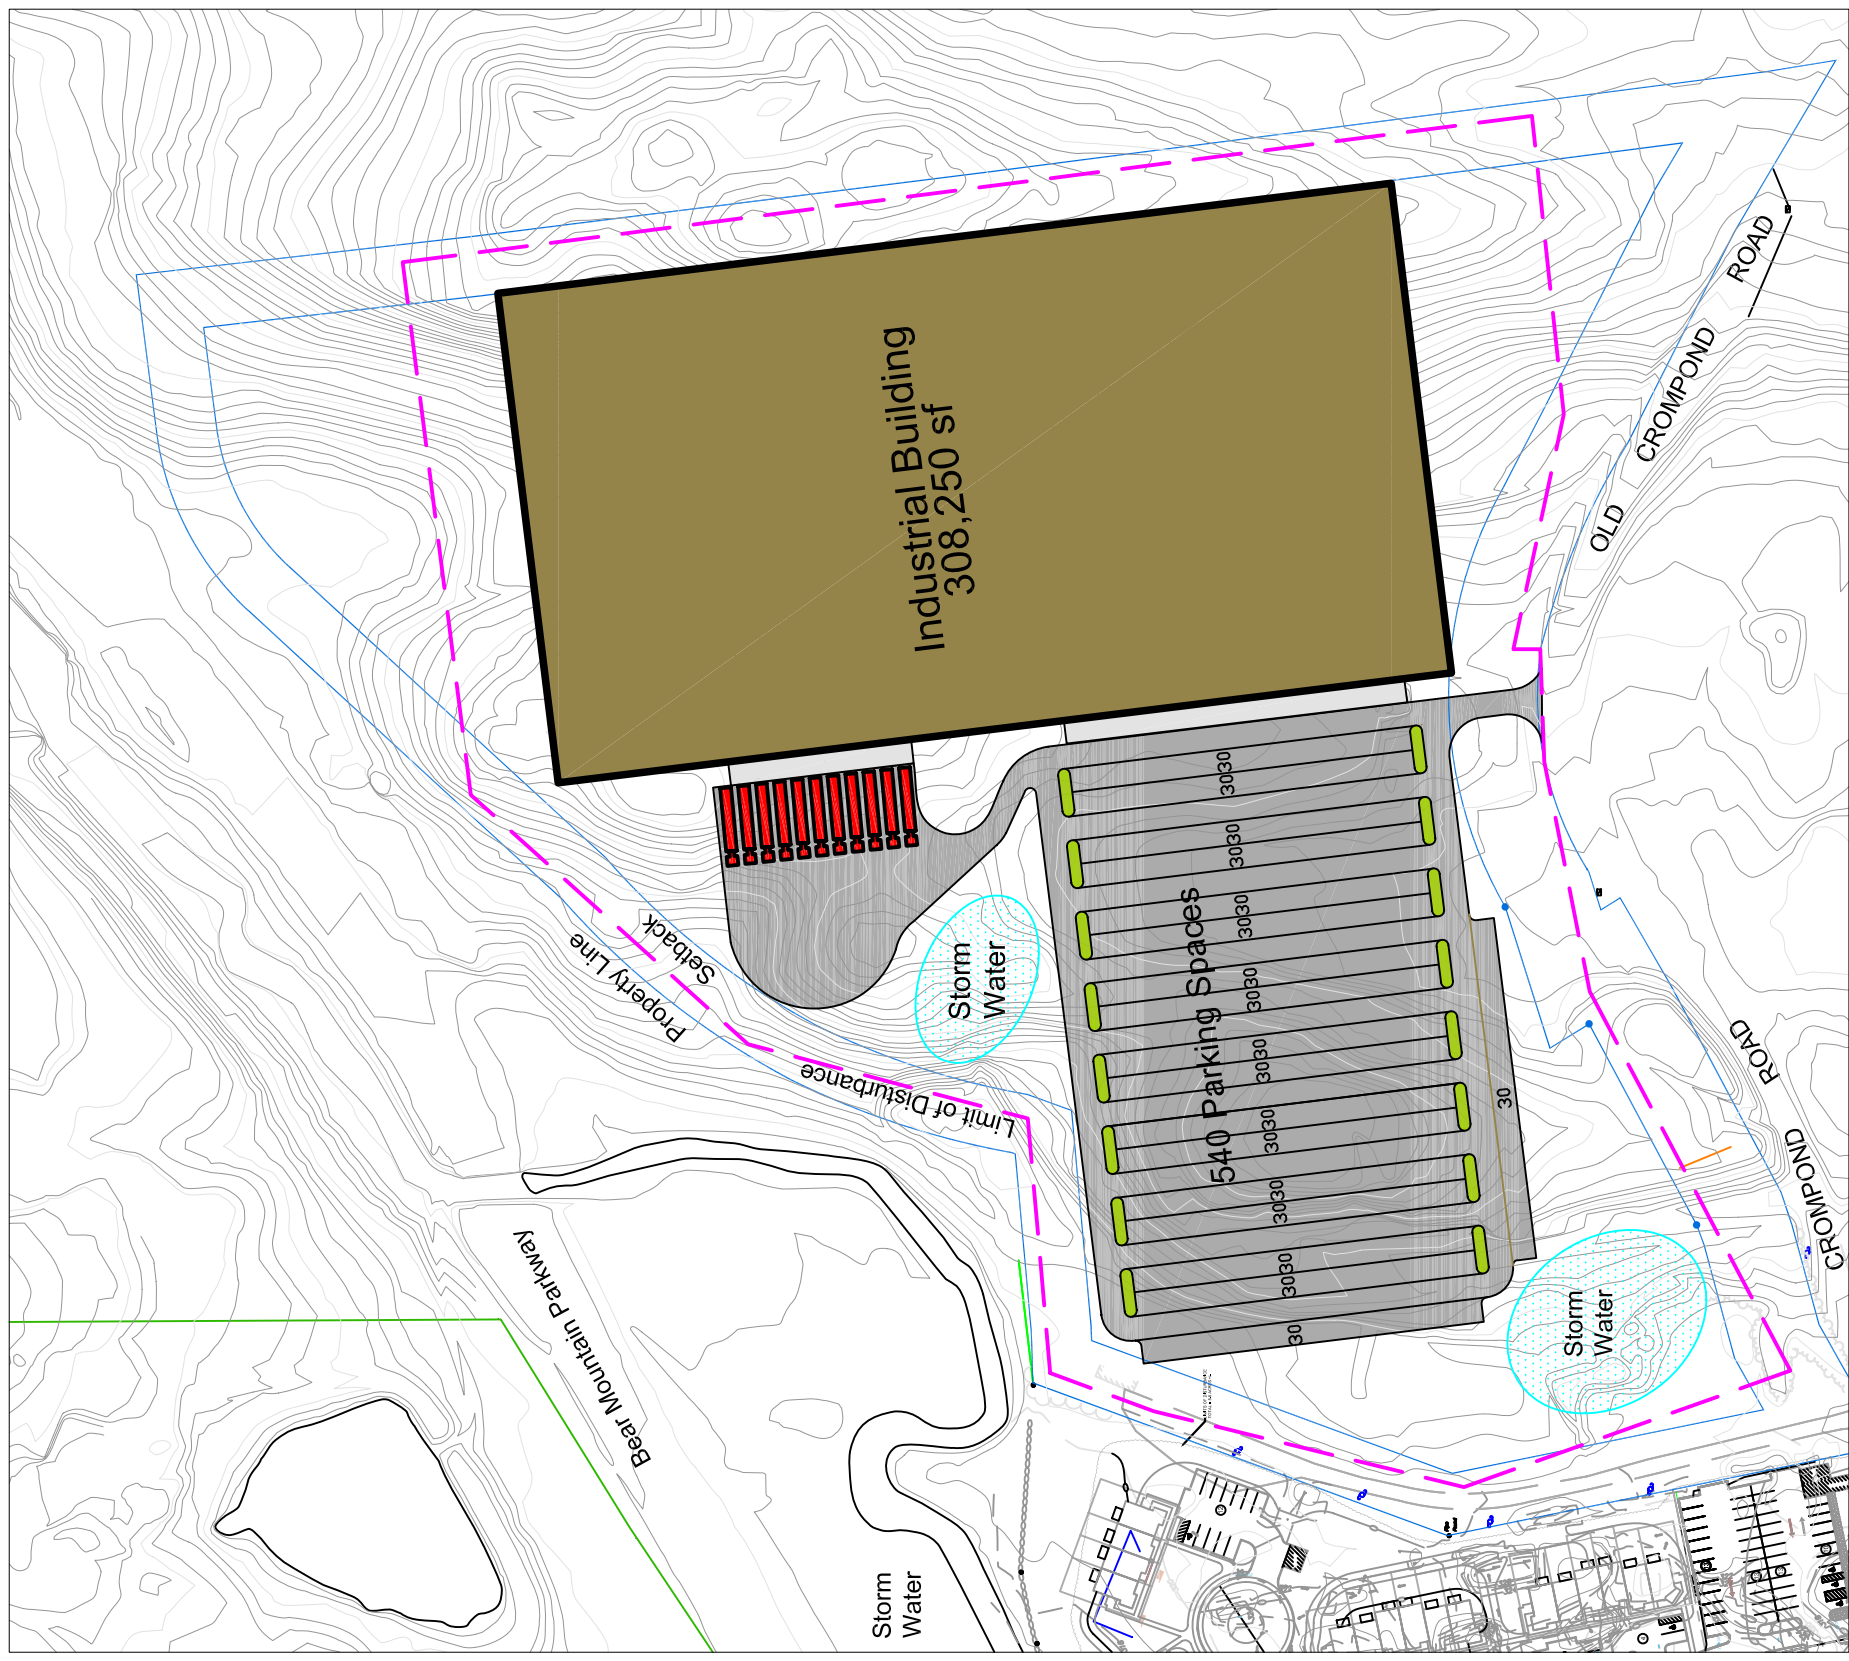 Industrial Building
308,250 sf
OLD CROMPOND ROAD
Setback
Property Line
Limit of Disturbance
Storm
Water
540 Parking Spaces
3030
3030
3030
3030
3030
3030
3030
3030
30
30
Storm
Water
CROMPOND ROAD
Bear Mountain Parkway
Storm
Water